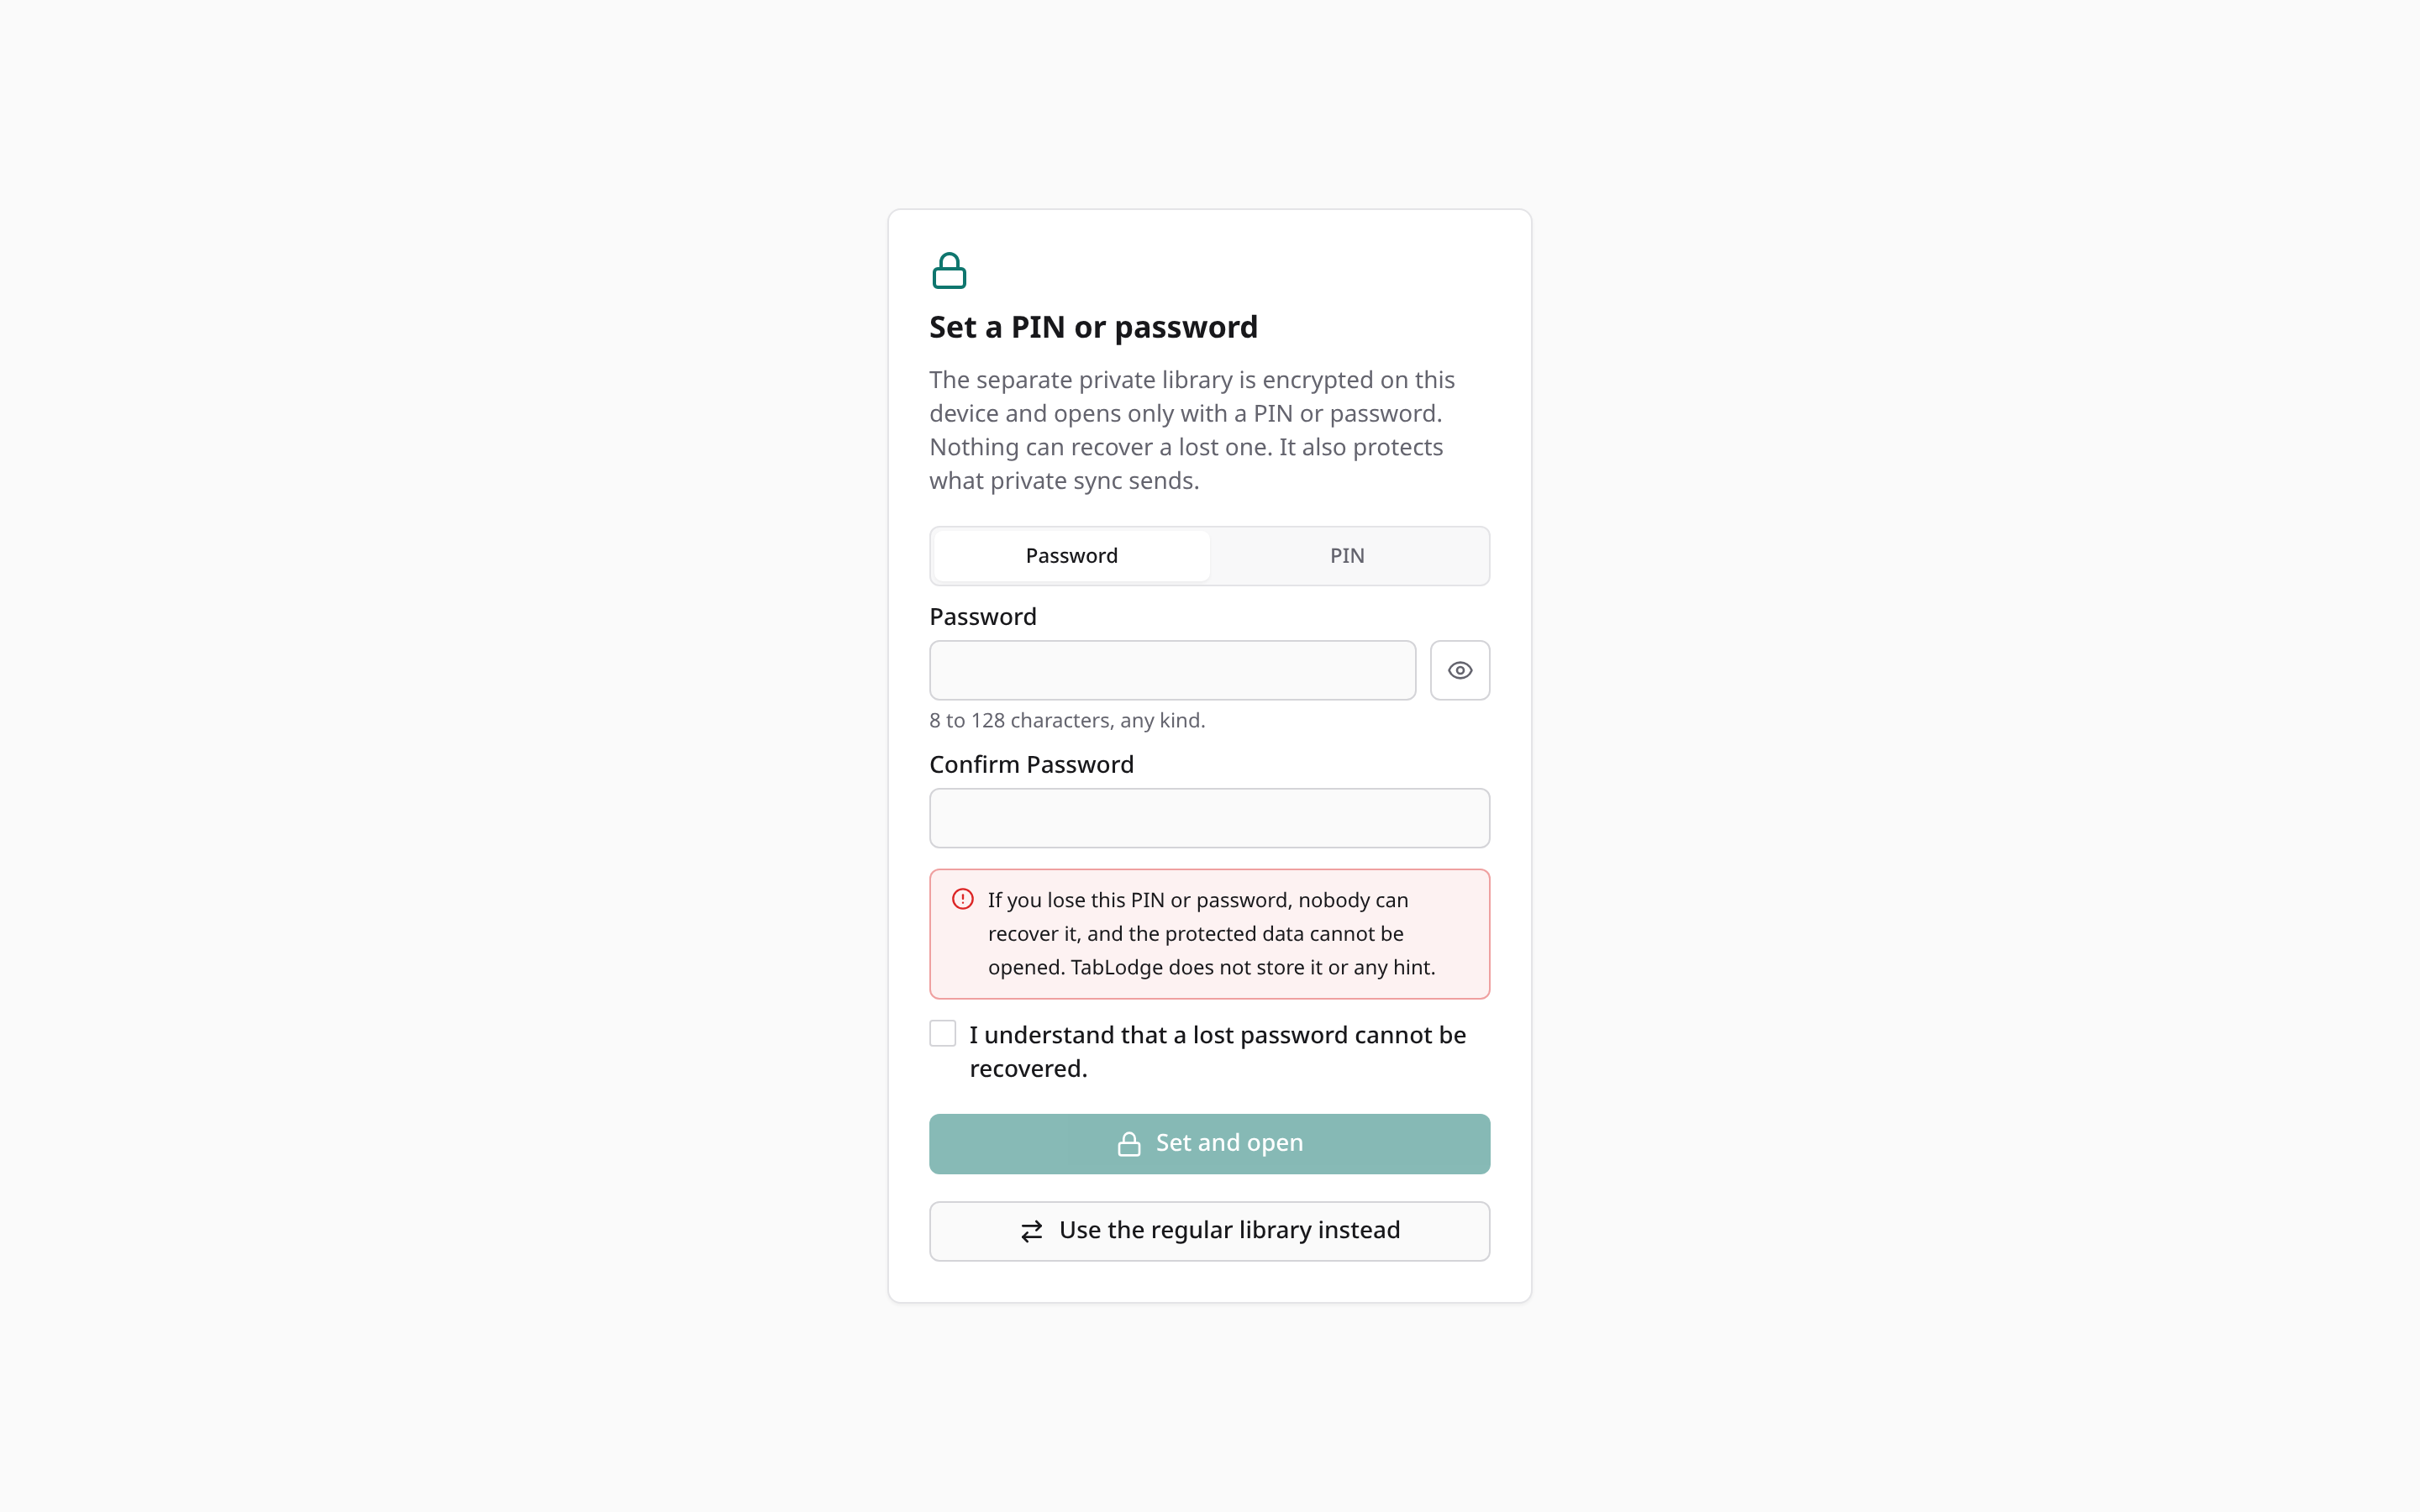 Set a PIN or password
The separate private library is encrypted on this
device and opens only with a PIN or password.
Nothing can recover a lost one. It also protects
what private sync sends.
Password PIN
Password
8 to 128 characters, any kind.
Confirm Password
If you lose this PIN or password, nobody can
recover it, and the protected data cannot be
opened. TabLodge does not store it or any hint.
I understand that a lost password cannot be
recovered.
Set and open
Use the regular library instead